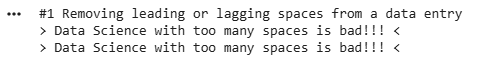 ••• #1 Removing leading or lagging spaces from a data entry
> Data Science with too many spaces is bad!!! <
> Data Science with too many spaces is bad!!! <